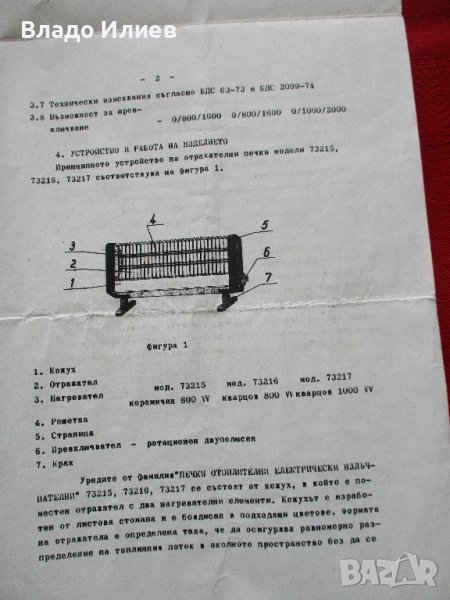 Владо Илиев
- 2 -
3.7 Технически изисквания съгласно БДС 63-73 и БДС 2099-74
3.8 Възможност за прев-
ключване - 0/800/1600 0/800/1600 0/1000/2000
4. УСТРОЙСТВО И РАБОТА НА ИЗДЕЛИЕТО
Принципното устройство на отражателни печки модели 73215,
73216, 73217 съответствува на фигура 1.
4
5
3
6
2
7
1
фигура 1
1. Кожух
2. Отражател мод. 73215 мод. 73216 мод. 73217
3. Нагревател керамичен 800 W кварцов 800 W кварцов 1000 W
4. Решетка
5. Страница
6. Превключвател - ротационен двуполюсен
7. Крак
Уредите от фамилия "ПЕЧКИ ОТОПЛИТЕЛНИ ЕЛЕКТРИЧЕСКИ ИЗЛЪЧ-
ВАТЕЛНИ" 73215, 73216, 73217 се състоят от кожух, в който е по-
местен отражател с два нагревателни елементи. Кожухът е израбо-
тен от листова стомана и е боядисан в подходящи цветове. Формата
на отражателя е определена така, че да осигурява равномерно раз-
пределение на топлинния поток в околното пространство без да се
BAZAR